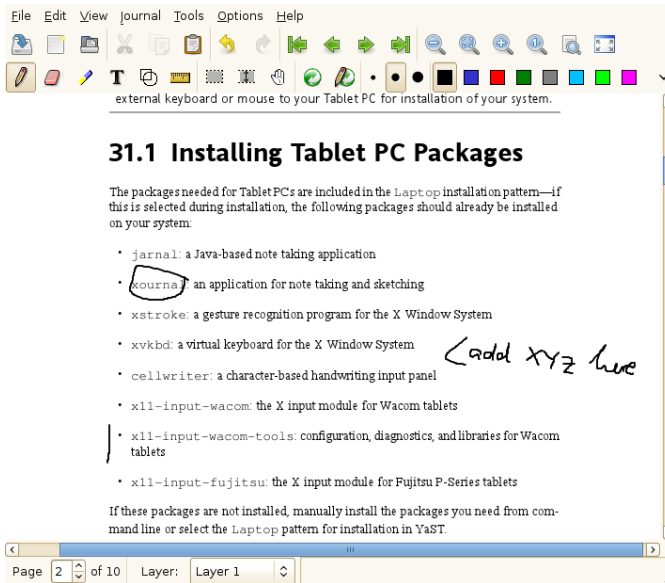 File Edit View Journal Tools Options Help
T
external keyboard or mouse to your Tablet PC for installation of your system.
31.1 Installing Tablet PC Packages
The packages needed for Tablet PCs are included in the Laptop installation pattern—if
this is selected during installation, the following packages should already be installed
on your system:
• jarnal: a Java-based note taking application
• xournal: an application for note taking and sketching
• xstroke: a gesture recognition program for the X Window System
• xvkbd: a virtual keyboard for the X Window System
<add XYZ here
• cellwriter: a character-based handwriting input panel
• x11-input-wacom: the X input module for Wacom tablets
• x11-input-wacom-tools: configuration, diagnostics, and libraries for Wacom
tablets
• x11-input-fujitsu: the X input module for Fujitsu P-Series tablets
If these packages are not installed, manually install the packages you need from com-
mand line or select the Laptop pattern for installation in YaST.
Page 2 of 10 Layer: Layer 1